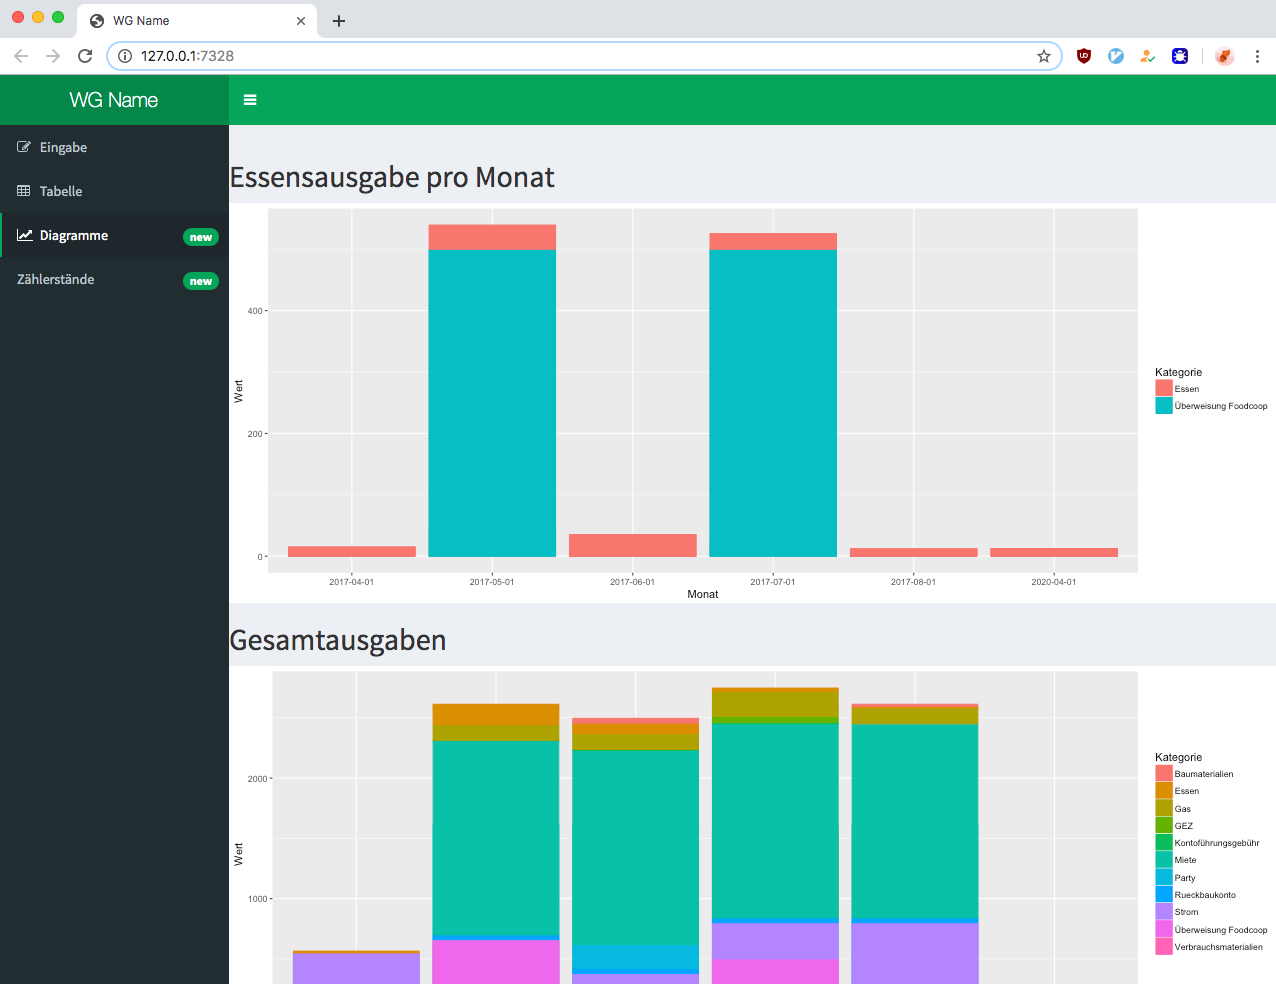 WG Name
127.0.0.1:7328
WG Name
Eingabe
Tabelle
Diagramme new
Zählerstände new
Essensausgabe pro Monat
400
200
0
Wert
2017-04-01 2017-05-01 2017-06-01 2017-07-01 2017-08-01 2020-04-01
Monat
Kategorie
Essen
Überweisung Foodcoop
Gesamtausgaben
2000
1000
Wert
Kategorie
Baumaterialien
Essen
Gas
GEZ
Kontoführungsgebühr
Miete
Party
Rueckbaukonto
Strom
Überweisung Foodcoop
Verbrauchsmaterialien